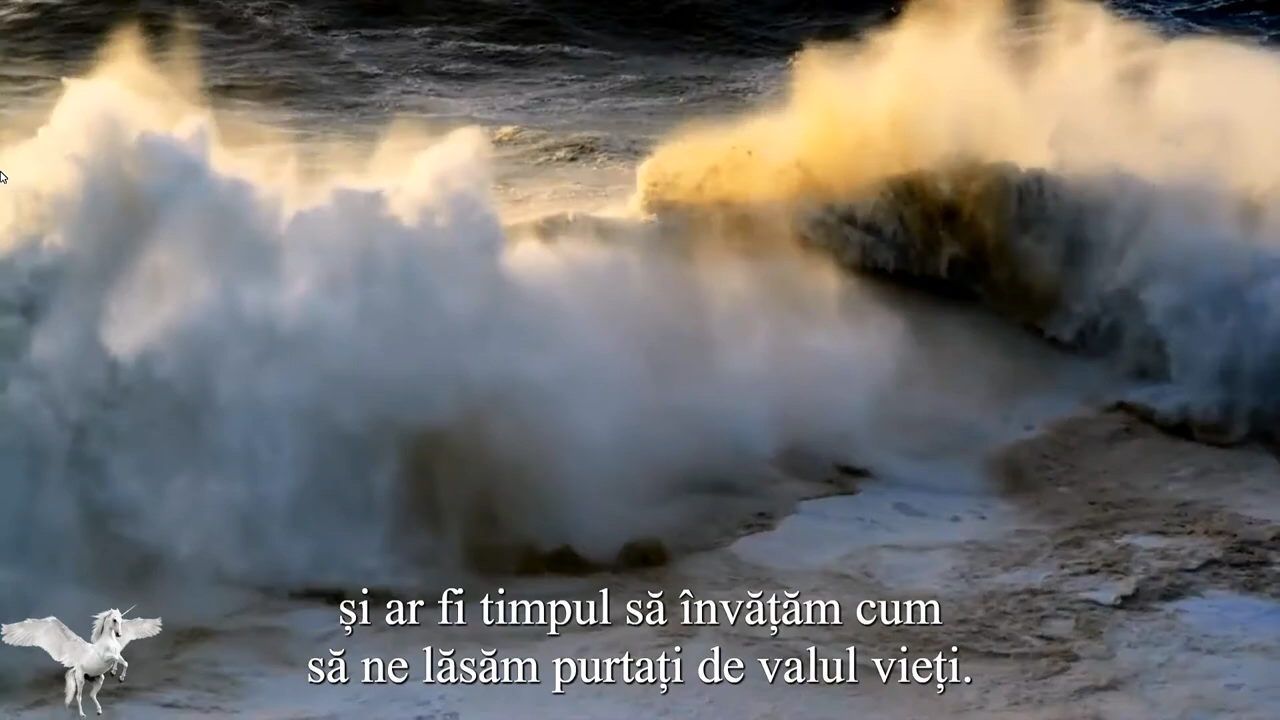 și ar fi timpul să învățăm cum
să ne lăsăm purtați de valul vieți.